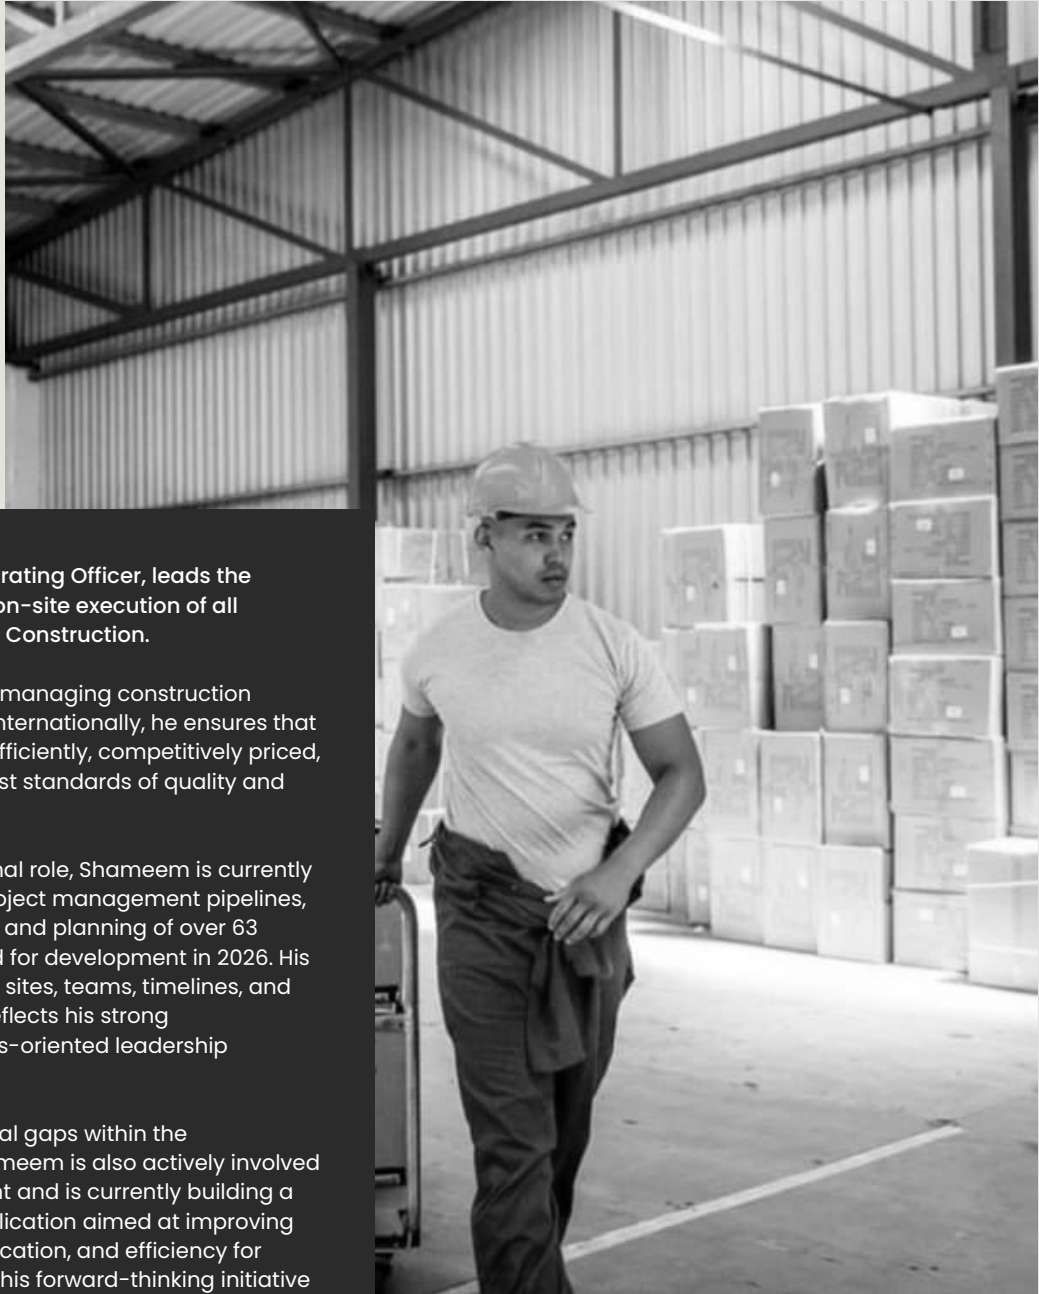 rating Officer, leads the
on-site execution of all
Construction.
managing construction
nternationally, he ensures that
fficiently, competitively priced,
st standards of quality and
nal role, Shameem is currently
oject management pipelines,
and planning of over 63
d for development in 2026. His
sites, teams, timelines, and
eflects his strong
s-oriented leadership
al gaps within the
meem is also actively involved
nt and is currently building a
lication aimed at improving
cation, and efficiency for
his forward-thinking initiative